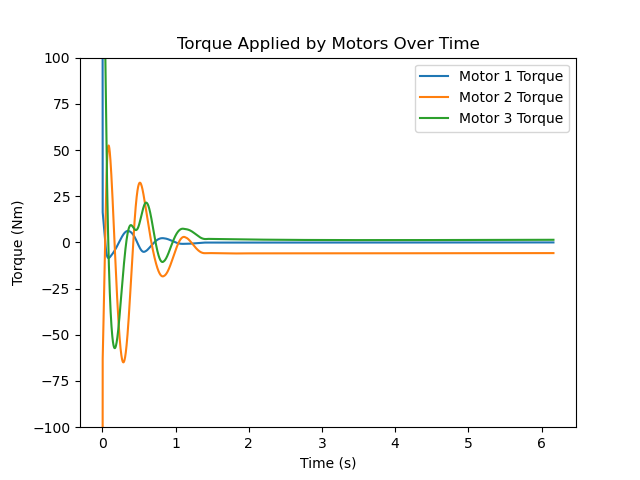 Torque Applied by Motors Over Time
Motor 1 Torque
Motor 2 Torque
Motor 3 Torque
Torque (Nm)
100
75
50
25
0
−25
−50
−75
−100
0 1 2 3 4 5 6
Time (s)